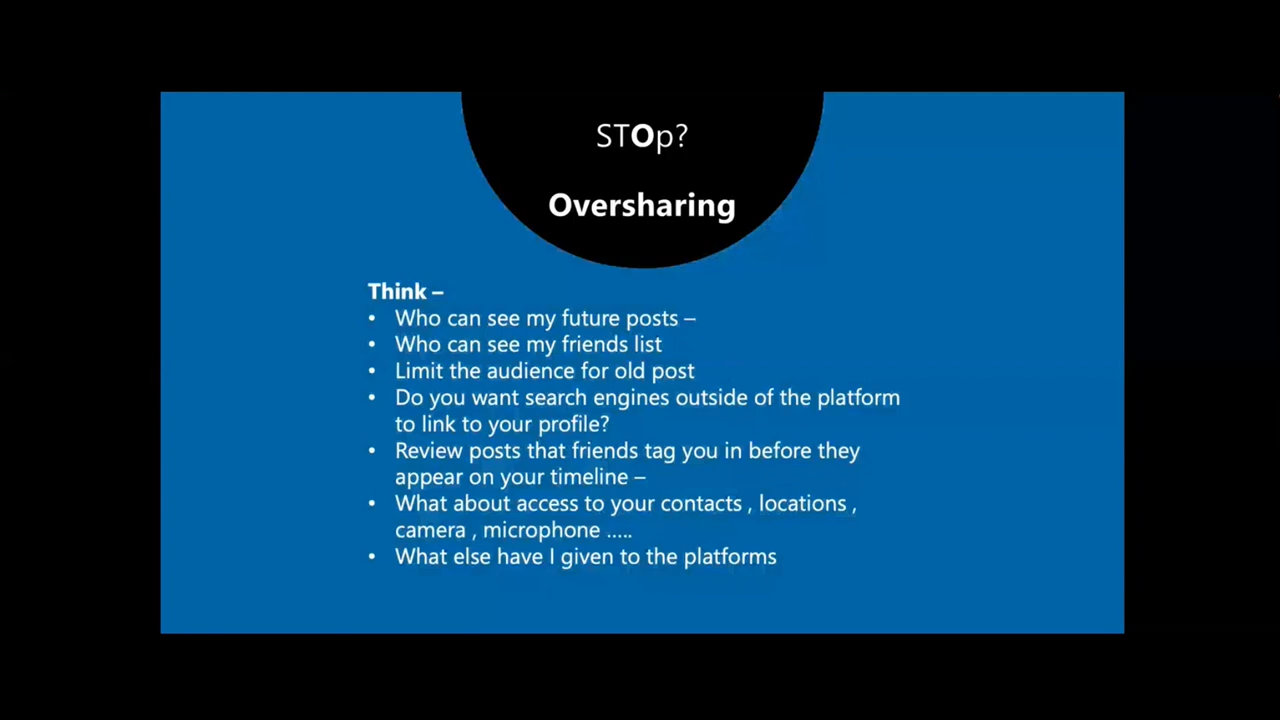 STOp?
Oversharing
Think –
• Who can see my future posts –
• Who can see my friends list
• Limit the audience for old post
• Do you want search engines outside of the platform
to link to your profile?
• Review posts that friends tag you in before they
appear on your timeline –
• What about access to your contacts , locations ,
camera , microphone .....
• What else have I given to the platforms